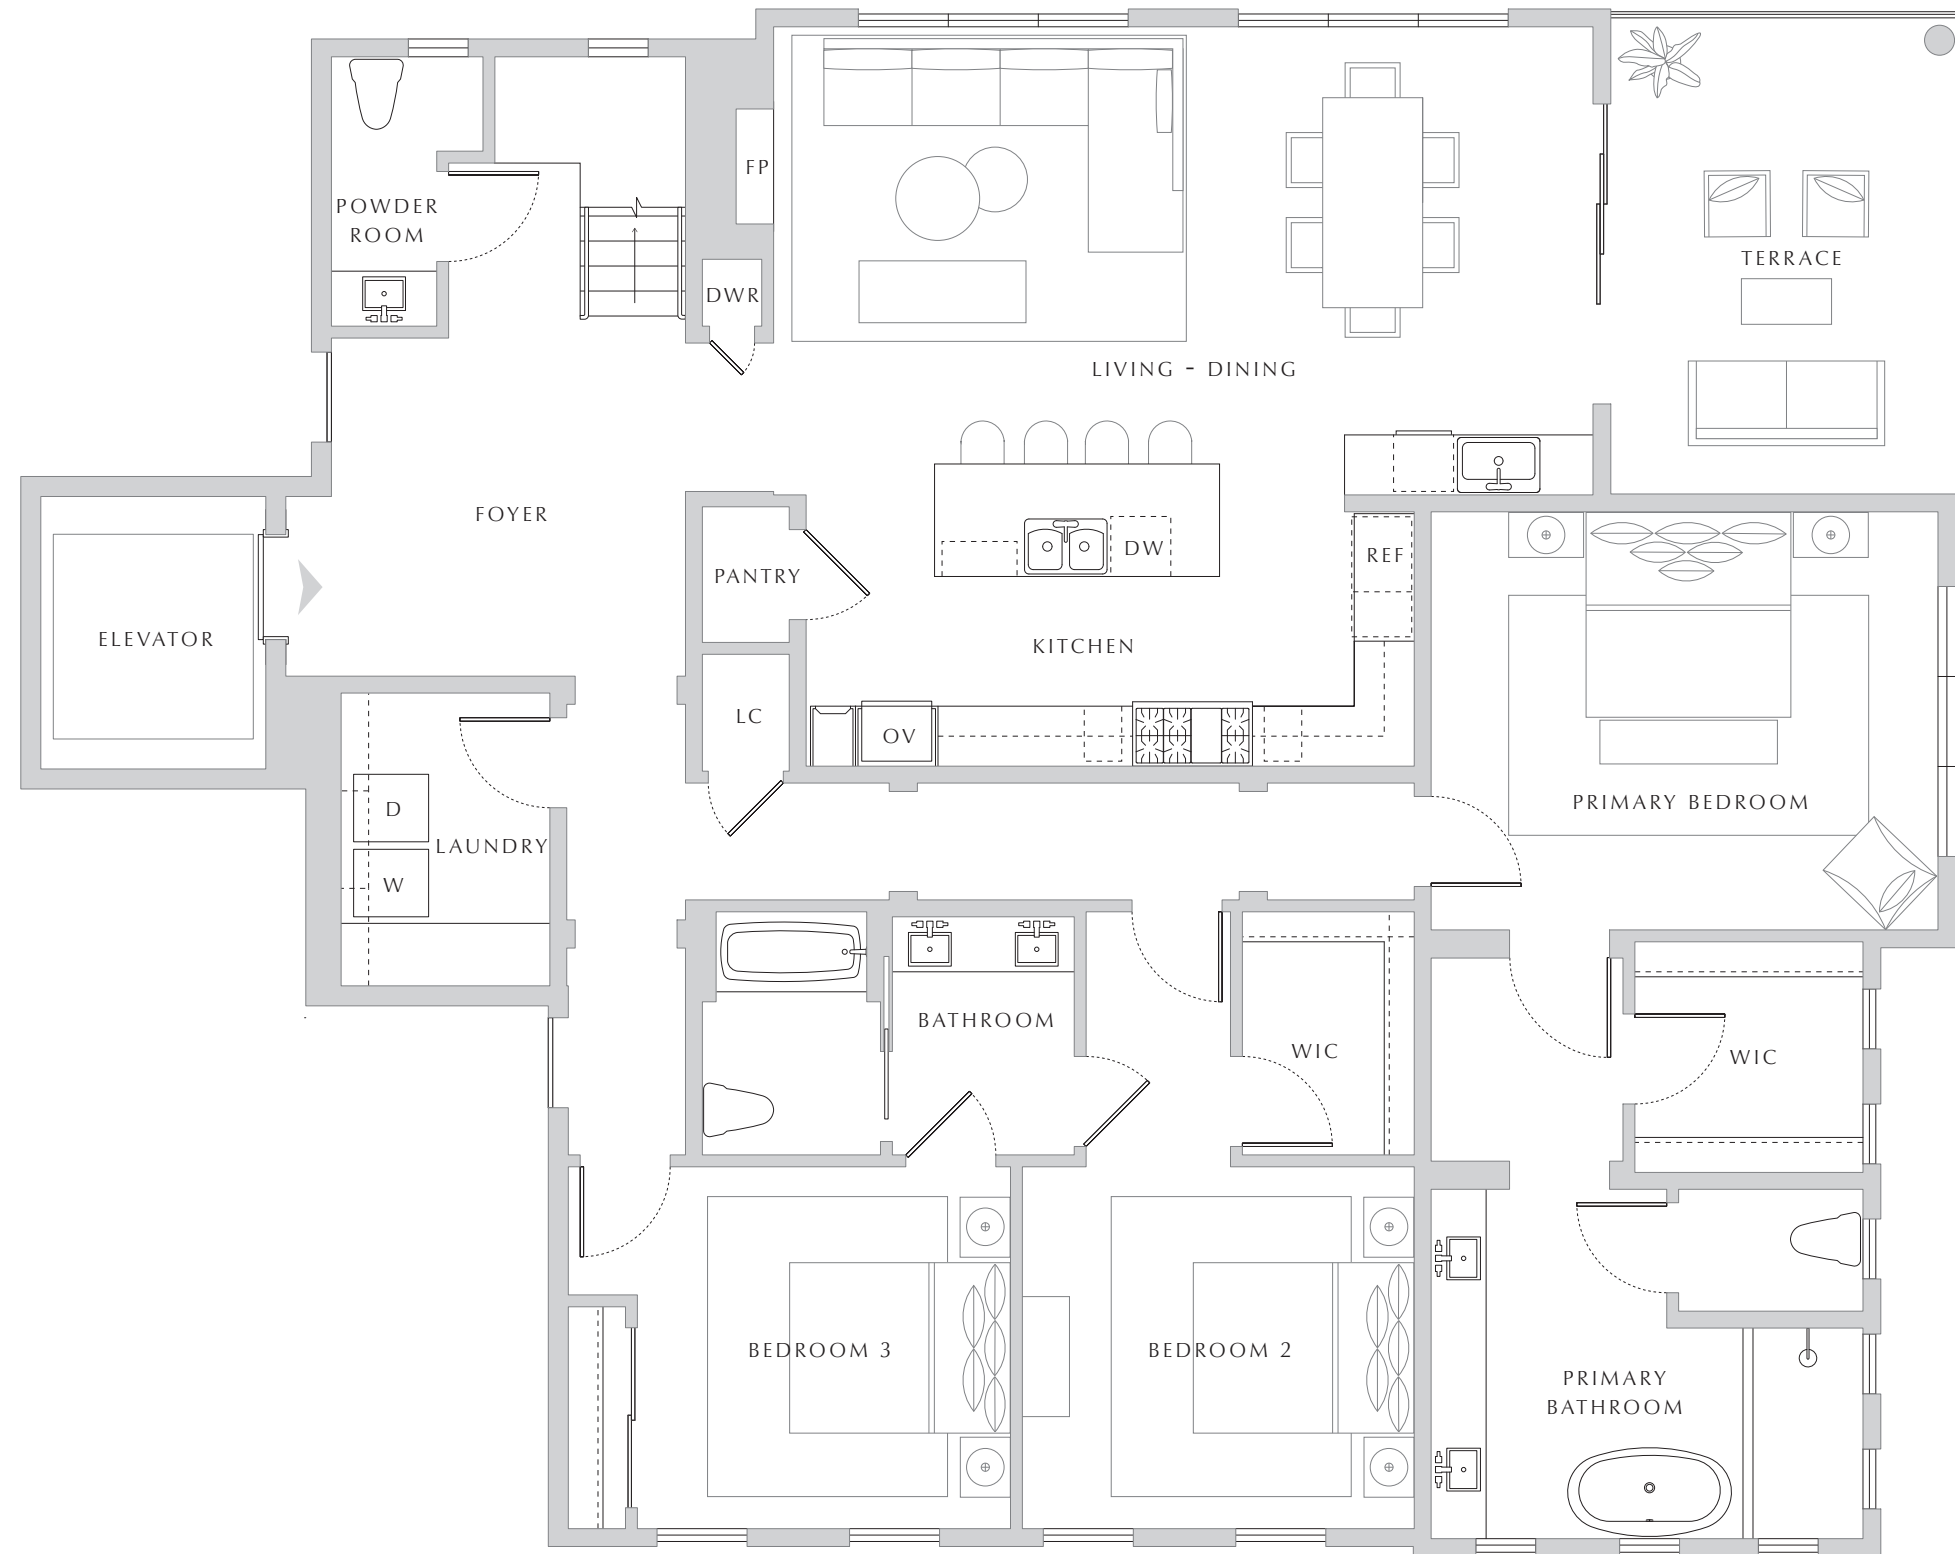 FP
POWDER
ROOM
TERRACE
DWR
LIVING - DINING
FOYER
DW
REF
PANTRY
ELEVATOR
KITCHEN
LC
OV
PRIMARY BEDROOM
D
LAUNDRY
W
BATHROOM
WIC
WIC
BEDROOM 3
BEDROOM 2
PRIMARY
BATHROOM